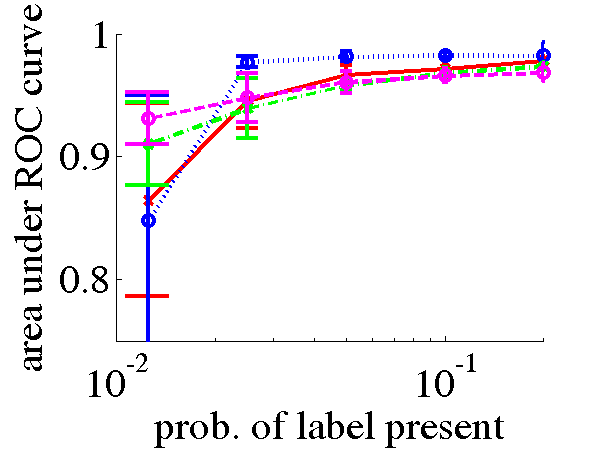 area under ROC curve
1
0.9
0.8
10^-2
10^-1
prob. of label present